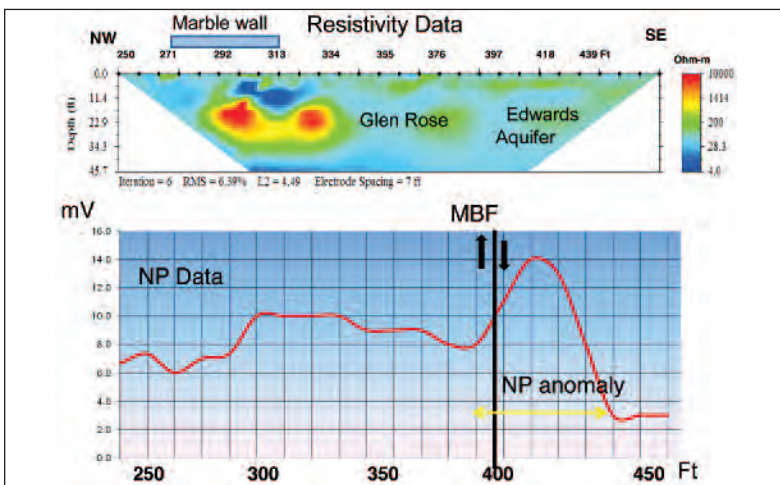 Marble wall
Resistivity Data
NW
SE
250 271 292 313 334 355 376 397 418 439 Ft
Ohm-m
0.0
11.4
22.9
34.3
45.7
Depth (ft)
Glen Rose
Edwards
Aquifer
10000
1414
200
28.3
4.0
Iteration = 6 RMS = 6.39% L2 = 4.49 Electrode Spacing = 7 ft
mV
MBF
16.0
14.0
12.0
10.0
8.0
6.0
4.0
2.0
0.0
NP Data
NP anomaly
250 300 350 400 450 Ft